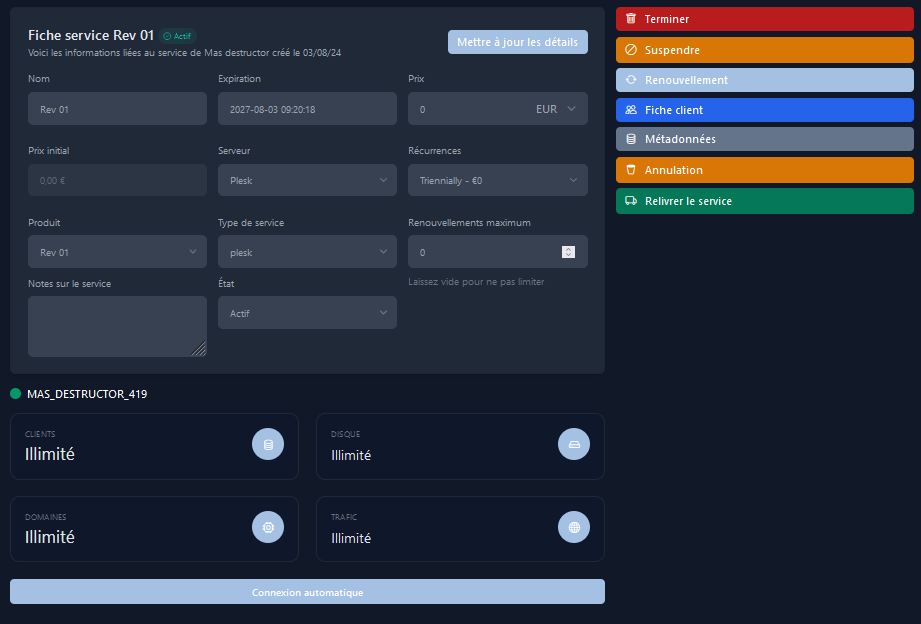 Fiche service Rev 01 Actif
Voici les informations liées au service de Mas destructor créé le 03/08/24
Mettre à jour les détails
Nom
Expiration
Prix
Rev 01
2027-08-03 09:20:18
0
EUR
Prix initial
Serveur
Récurrences
0,00 €
Plesk
Triennially - €0
Produit
Type de service
Renouvellements maximum
Rev 01
plesk
0
Notes sur le service
État
Laissez vide pour ne pas limiter
Actif
MAS_DESTRUCTOR_419
CLIENTS
Illimité
DISQUE
Illimité
DOMAINES
Illimité
TRAFIC
Illimité
Connexion automatique
Terminer
Suspendre
Renouvellement
Fiche client
Métadonnées
Annulation
Relivrer le service